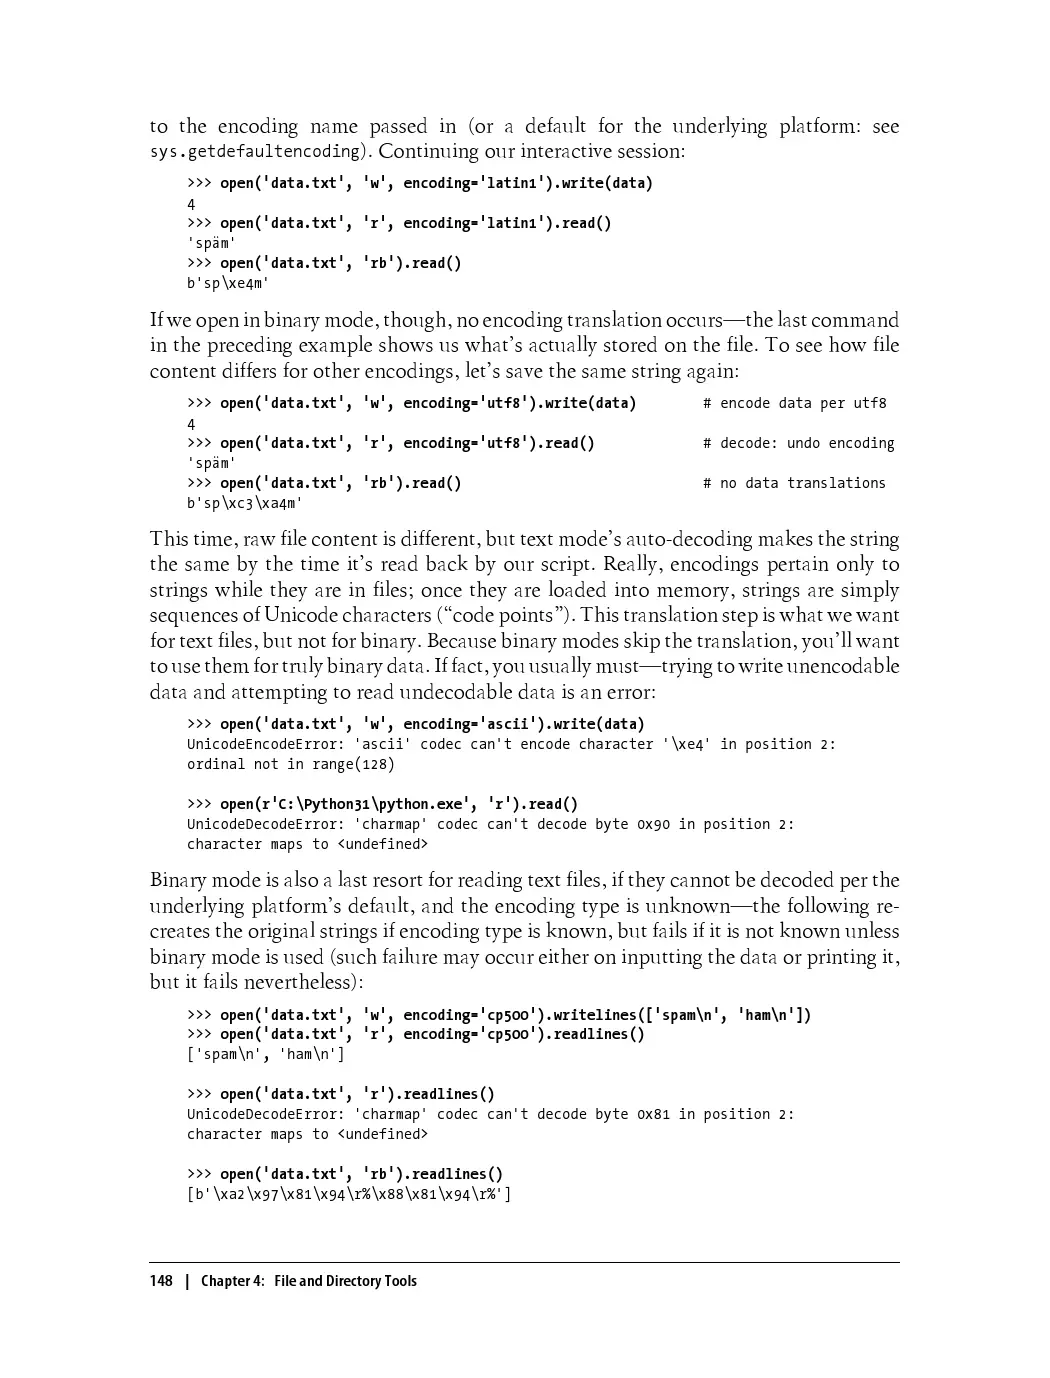 to the encoding name passed in (or a default for the underlying platform: see
sys.getdefaultencoding). Continuing our interactive session:
>>> open('data.txt', 'w', encoding='latin1').write(data)
4
>>> open('data.txt', 'r', encoding='latin1').read()
'späm'
>>> open('data.txt', 'rb').read()
b'sp\xe4m'
If we open in binary mode, though, no encoding translation occurs—the last command
in the preceding example shows us what’s actually stored on the file. To see how file
content differs for other encodings, let’s save the same string again:
>>> open('data.txt', 'w', encoding='utf8').write(data) # encode data per utf8
4
>>> open('data.txt', 'r', encoding='utf8').read() # decode: undo encoding
'späm'
>>> open('data.txt', 'rb').read() # no data translations
b'sp\xc3\xa4m'
This time, raw file content is different, but text mode’s auto-decoding makes the string
the same by the time it’s read back by our script. Really, encodings pertain only to
strings while they are in files; once they are loaded into memory, strings are simply
sequences of Unicode characters (“code points”). This translation step is what we want
for text files, but not for binary. Because binary modes skip the translation, you’ll want
to use them for truly binary data. If fact, you usually must—trying to write unencodable
data and attempting to read undecodable data is an error:
>>> open('data.txt', 'w', encoding='ascii').write(data)
UnicodeEncodeError: 'ascii' codec can't encode character '\xe4' in position 2:
ordinal not in range(128)
>>> open(r'C:\Python31\python.exe', 'r').read()
UnicodeDecodeError: 'charmap' codec can't decode byte 0x90 in position 2:
character maps to <undefined>
Binary mode is also a last resort for reading text files, if they cannot be decoded per the
underlying platform’s default, and the encoding type is unknown—the following re-
creates the original strings if encoding type is known, but fails if it is not known unless
binary mode is used (such failure may occur either on inputting the data or printing it,
but it fails nevertheless):
>>> open('data.txt', 'w', encoding='cp500').writelines(['spam\n', 'ham\n'])
>>> open('data.txt', 'r', encoding='cp500').readlines()
['spam\n', 'ham\n']
>>> open('data.txt', 'r').readlines()
UnicodeDecodeError: 'charmap' codec can't decode byte 0x81 in position 2:
character maps to <undefined>
>>> open('data.txt', 'rb').readlines()
[b'\xa2\x97\x81\x94\r%\x88\x81\x94\r%']
148 | Chapter 4: File and Directory Tools